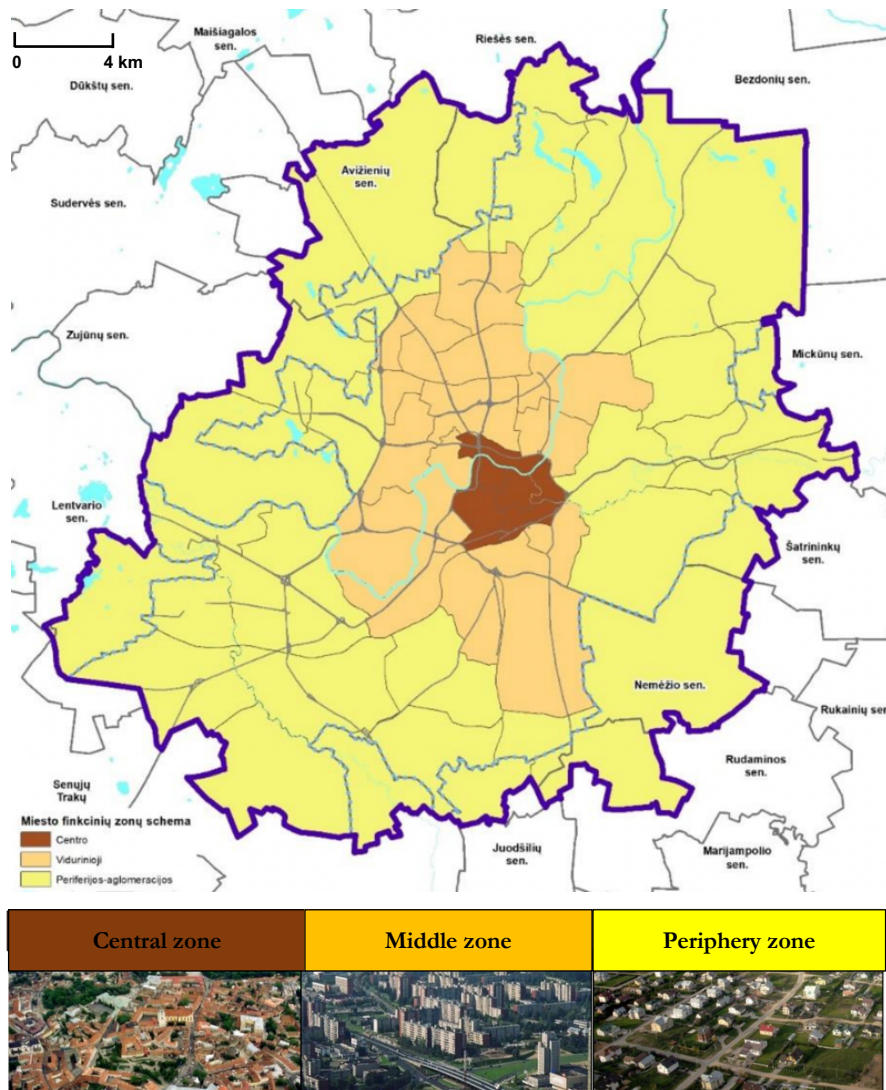 Maišiagalos
sen.
Riešės sen.
0 4 km
Dūkštų sen.
Bezdonių sen.
Avižienių
sen.
Sudervės sen.
Zujūnų sen.
Mickūnų sen.
Lentvario
sen.
Šatrininkų
sen.
Nemėžio sen.
Rukainių sen
Rudaminos
sen.
Senųjų
Trakų
Miesto finkcinių zonų schema
Centro
Vidurinioji
Periferijos-aglomeracijos
Juodšilių
sen.
Marijampolio
sen.
Central zone Middle zone Periphery zone